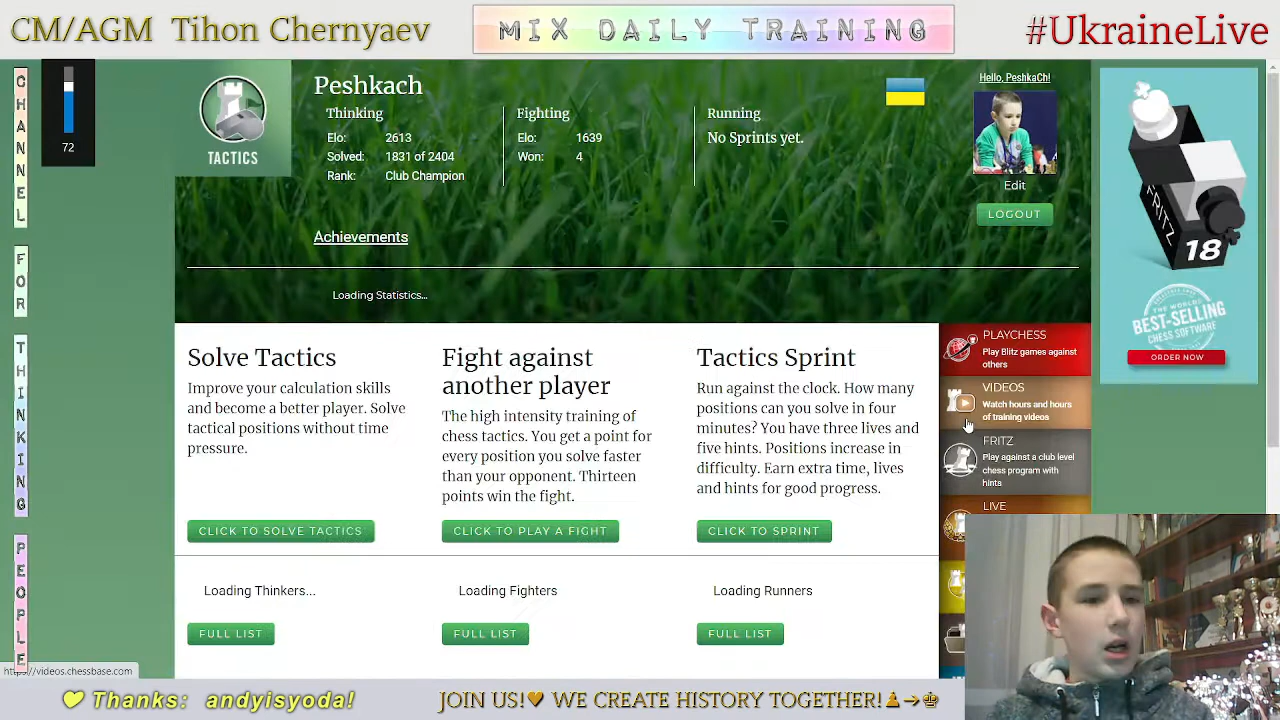 CM/AGM Tihon Chernyaev
MIX DAILY TRAINING
#UkraineLive
CHANNEL
FOR
THINKING
PEOPLE
72
TACTICS
Peshkach
Thinking
Elo: 2613
Solved: 1831 of 2404
Rank: Club Champion
Fighting
Elo: 1639
Won: 4
Running
No Sprints yet.
Hello, PeshkaCh!
Edit
LOGOUT
Achievements
Loading Statistics...
Solve Tactics
Improve your calculation skills
and become a better player. Solve
tactical positions without time
pressure.
CLICK TO SOLVE TACTICS
Fight against
another player
The high intensity training of
chess tactics. You get a point for
every position you solve faster
than your opponent. Thirteen
points win the fight.
CLICK TO PLAY A FIGHT
Tactics Sprint
Run against the clock. How many
positions can you solve in four
minutes? You have three lives and
five hints. Positions increase in
difficulty. Earn extra time, lives
and hints for good progress.
CLICK TO SPRINT
PLAYCHESS
Play Blitz games against
others
VIDEOS
Watch hours and hours
of training videos
FRITZ
Play against a club level
chess program with
hints
LIVE
FRITZ
18
THE WORLD'S
BEST-SELLING
CHESS SOFTWARE
ORDER NOW
Loading Thinkers...
FULL LIST
Loading Fighters
FULL LIST
Loading Runners
FULL LIST
https://videos.chessbase.com
Thanks: andyisyoda!
JOIN US! WE CREATE HISTORY TOGETHER!